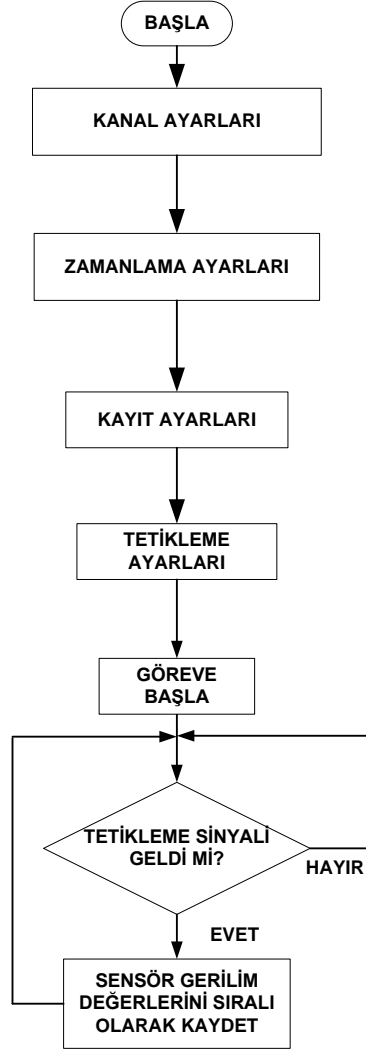 BAŞLA
KANAL AYARLARI
ZAMANLAMA AYARLARI
KAYIT AYARLARI
TETİKLEME
AYARLARI
GÖREVE
BAŞLA
TETİKLEME SİNYALİ
GELDİ Mİ?
HAYIR
EVET
SENSÖR GERİLİM
DEĞERLERİNİ SIRALI
OLARAK KAYDET